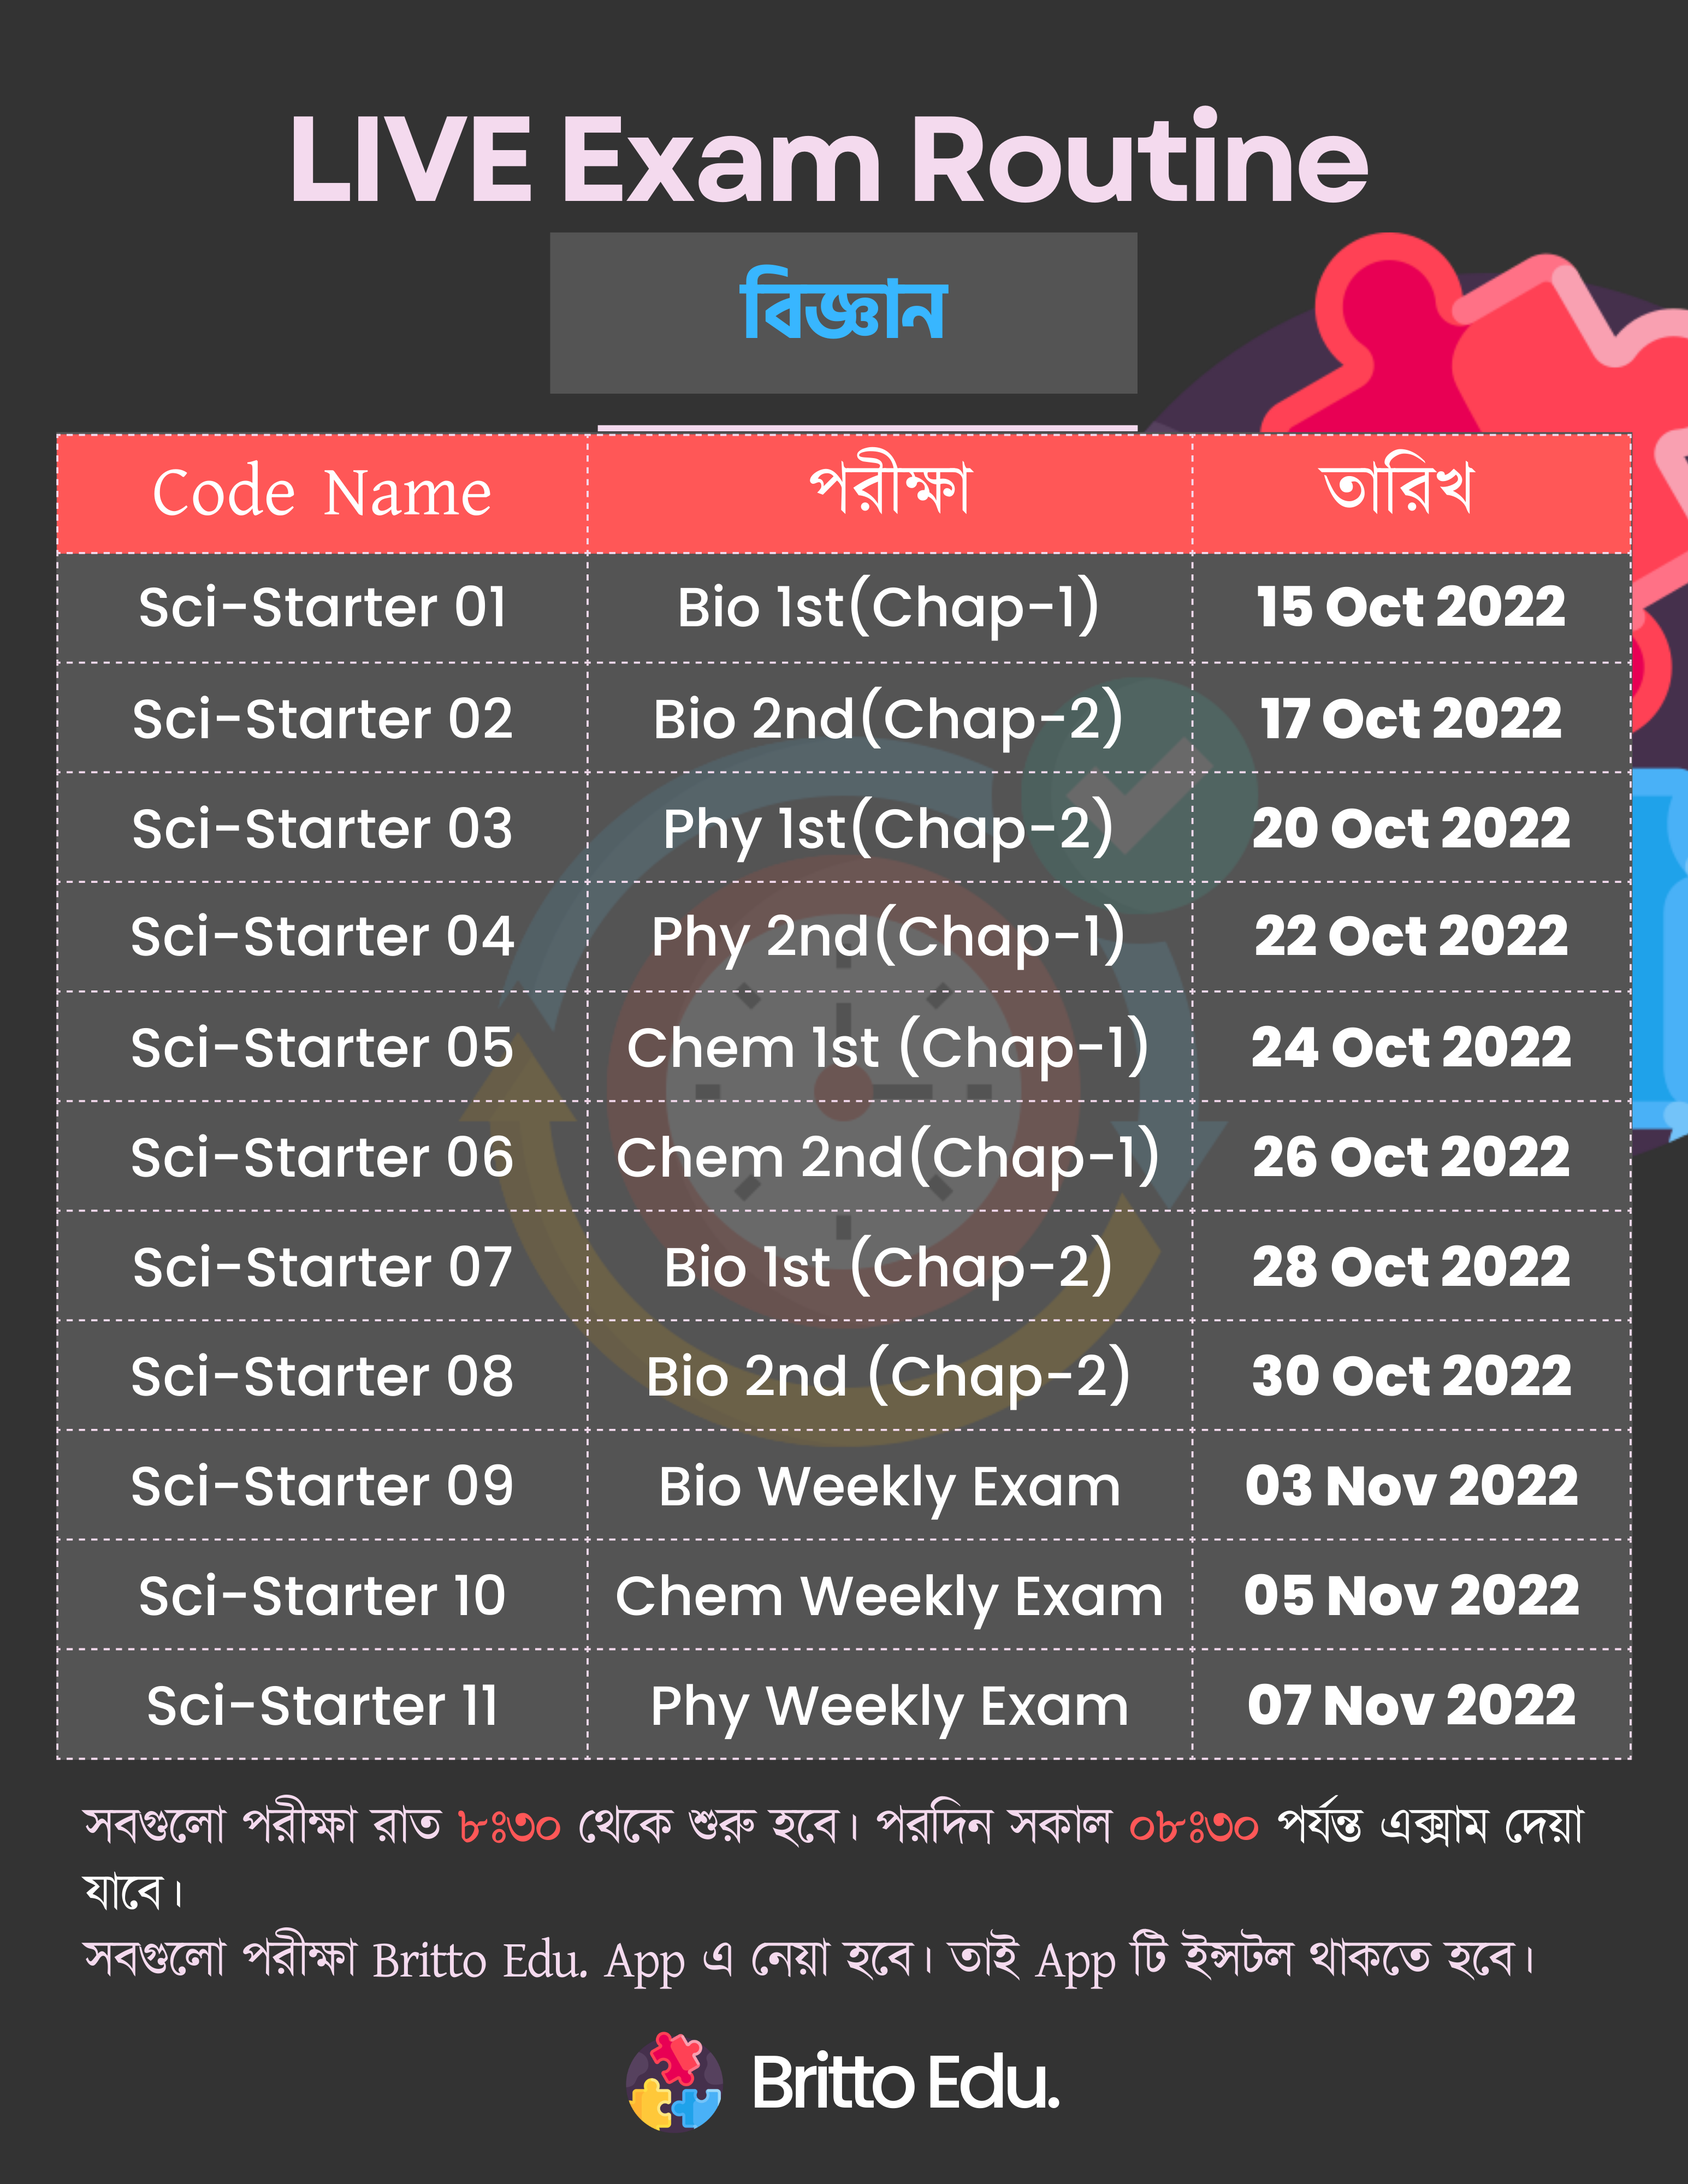 LIVE Exam Routine
বিজ্ঞান
Code Name পরীক্ষা তারিখ
Sci-Starter 01 Bio 1st(Chap-1) 15 Oct 2022
Sci-Starter 02 Bio 2nd(Chap-2) 17 Oct 2022
Sci-Starter 03 Phy 1st(Chap-2) 20 Oct 2022
Sci-Starter 04 Phy 2nd(Chap-1) 22 Oct 2022
Sci-Starter 05 Chem 1st (Chap-1) 24 Oct 2022
Sci-Starter 06 Chem 2nd(Chap-1) 26 Oct 2022
Sci-Starter 07 Bio 1st (Chap-2) 28 Oct 2022
Sci-Starter 08 Bio 2nd (Chap-2) 30 Oct 2022
Sci-Starter 09 Bio Weekly Exam 03 Nov 2022
Sci-Starter 10 Chem Weekly Exam 05 Nov 2022
Sci-Starter 11 Phy Weekly Exam 07 Nov 2022
সবগুলো পরীক্ষা রাত ৮ঃ৩০ থেকে শুরু হবে। পরদিন সকাল ০৮ঃ৩০ পর্যন্ত এক্সাম দেয়া
যাবে।
সবগুলো পরীক্ষা Britto Edu. App এ নেয়া হবে। তাই App টি ইন্সটল থাকতে হবে।
Britto Edu.